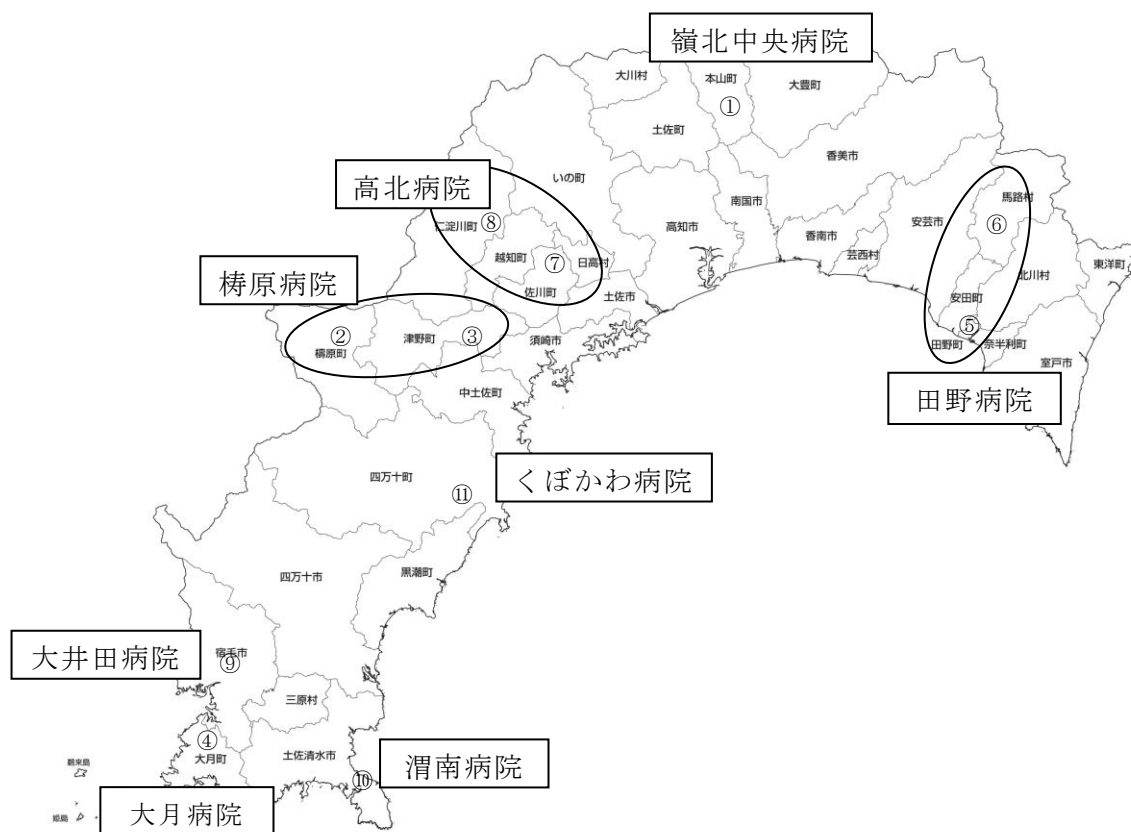 嶺北中央病院
大川村
本山町
大豊町
①
土佐町
香美市
いの町
高北病院
南国市
馬路村
仁淀川町
⑧
高知市
香南市
安芸市
⑥
芸西村
越知町
⑦
日高村
北川村
東洋町
梼原病院
佐川町
土佐市
安田町
②
津野町
③
須崎市
⑤
田野町
奈半利町
梼原町
室戸市
中土佐町
田野病院
四万十町
くぼかわ病院
⑪
黒潮町
四万十市
大井田病院
宿毛市
⑨
三原村
④
大月町
土佐清水市
渭南病院
鵜来島
⑩
大月病院
姫島